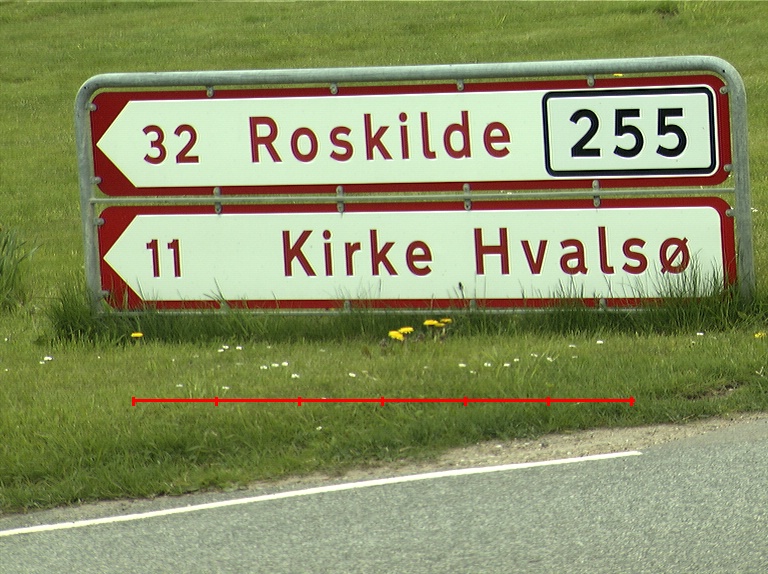 32 Roskilde 255
11 Kirke Hvalsø